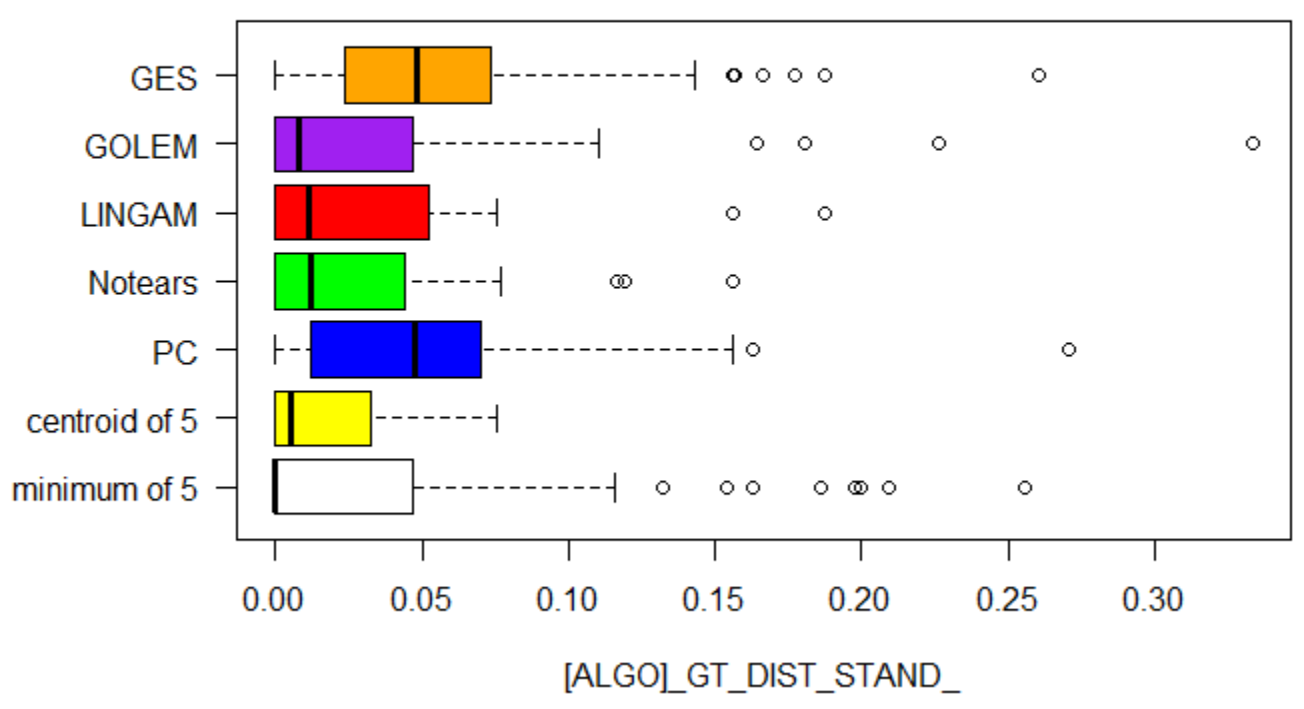 GES
GOLEM
LINGAM
Notears
PC
centroid of 5
minimum of 5
0.00 0.05 0.10 0.15 0.20 0.25 0.30
[ALGO]_GT_DIST_STAND_